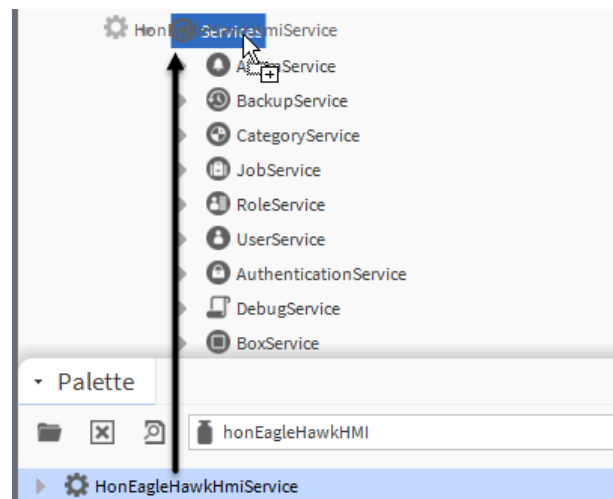 HonEagleHawkHmiService
Services
AlarmService
BackupService
CategoryService
JobService
RoleService
UserService
AuthenticationService
DebugService
BoxService
Palette
honEagleHawkHMI
HonEagleHawkHmiService